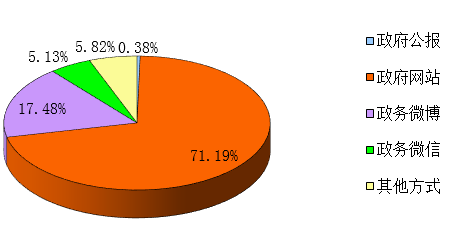 5.82% 0.38%
5.13%
17.48%
71.19%
政府公报
政府网站
政务微博
政务微信
其他方式